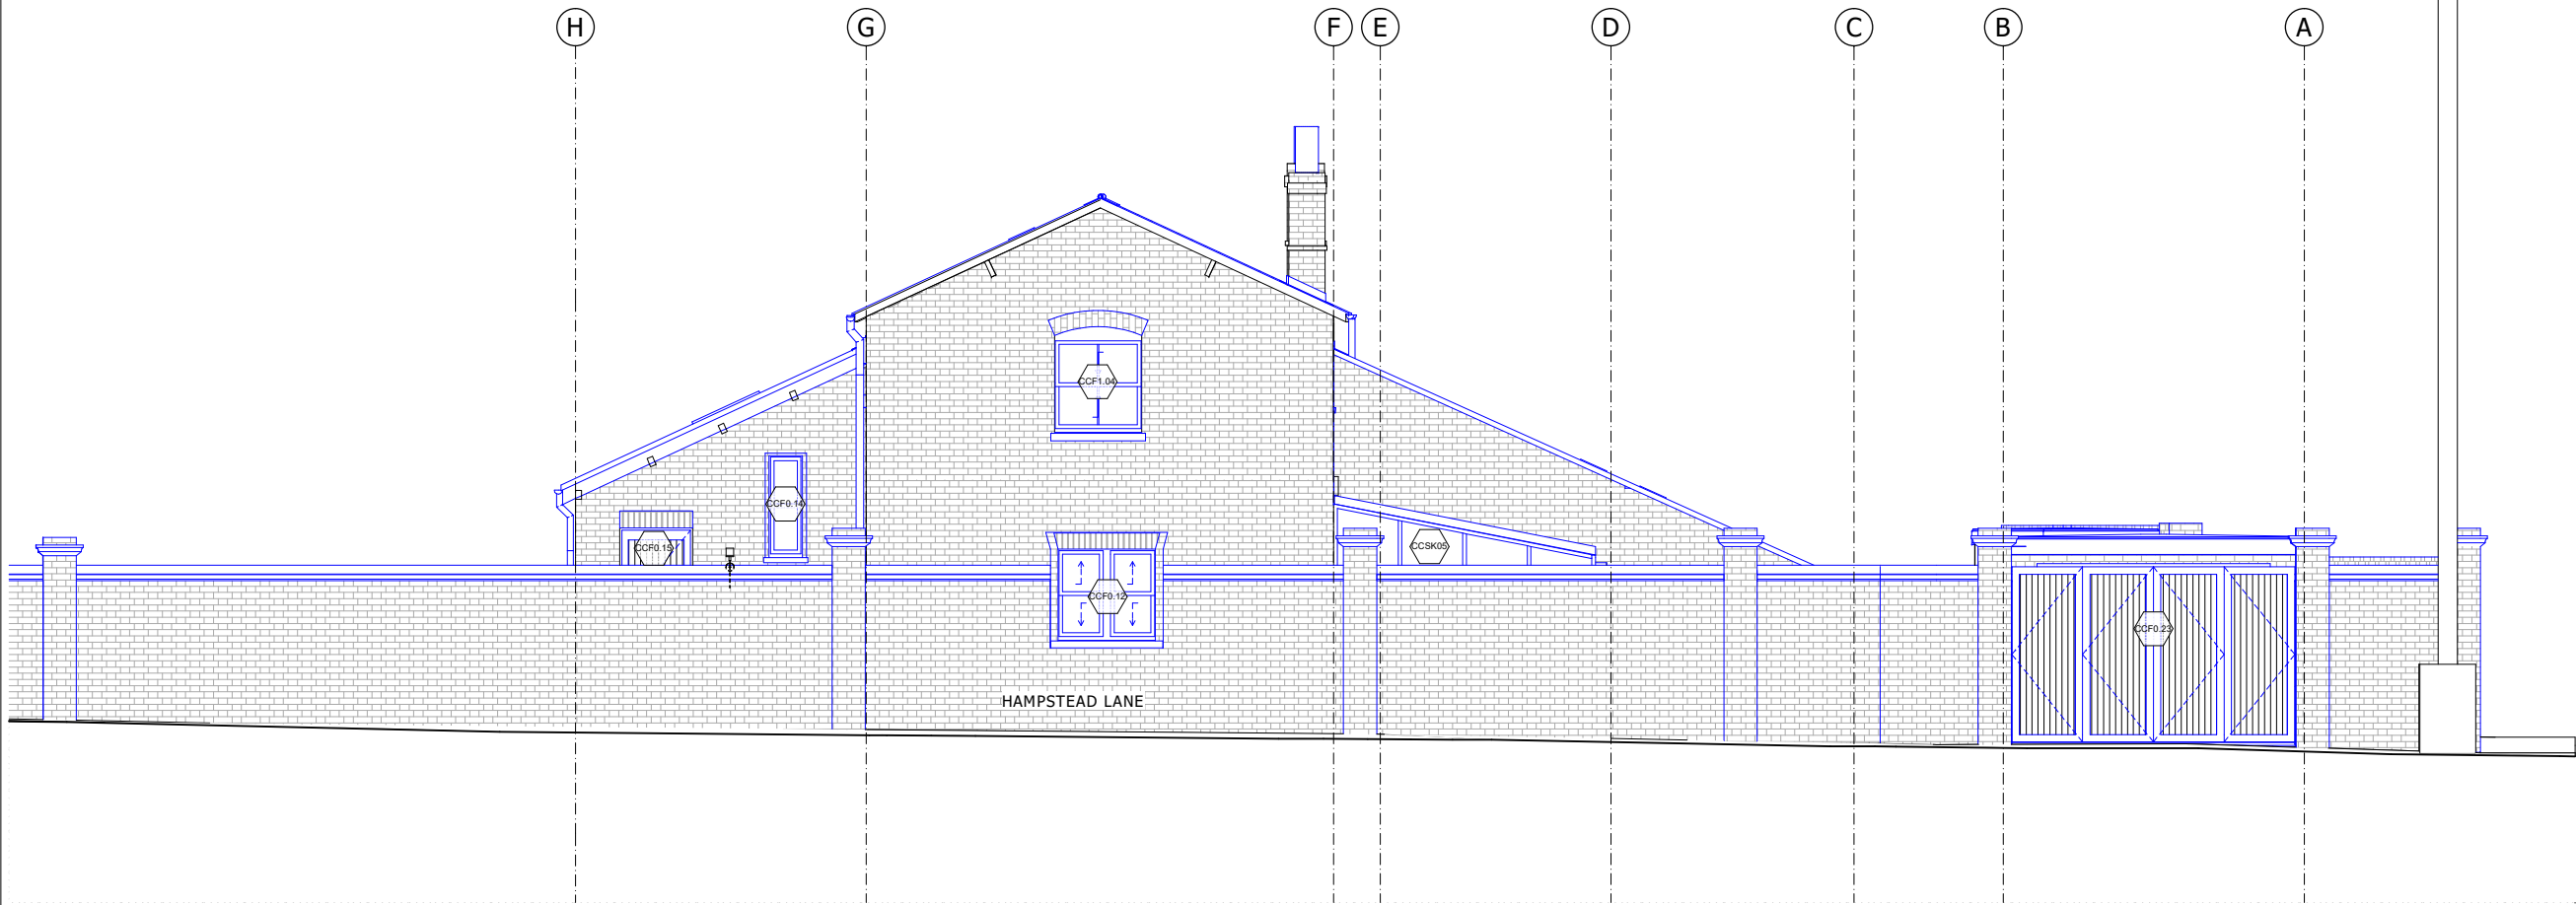 H G F E D C B A
CCF1.04
CCF0.14
CCF0.15
CCSK05
CCF0.12
CCF0.23
HAMPSTEAD LANE